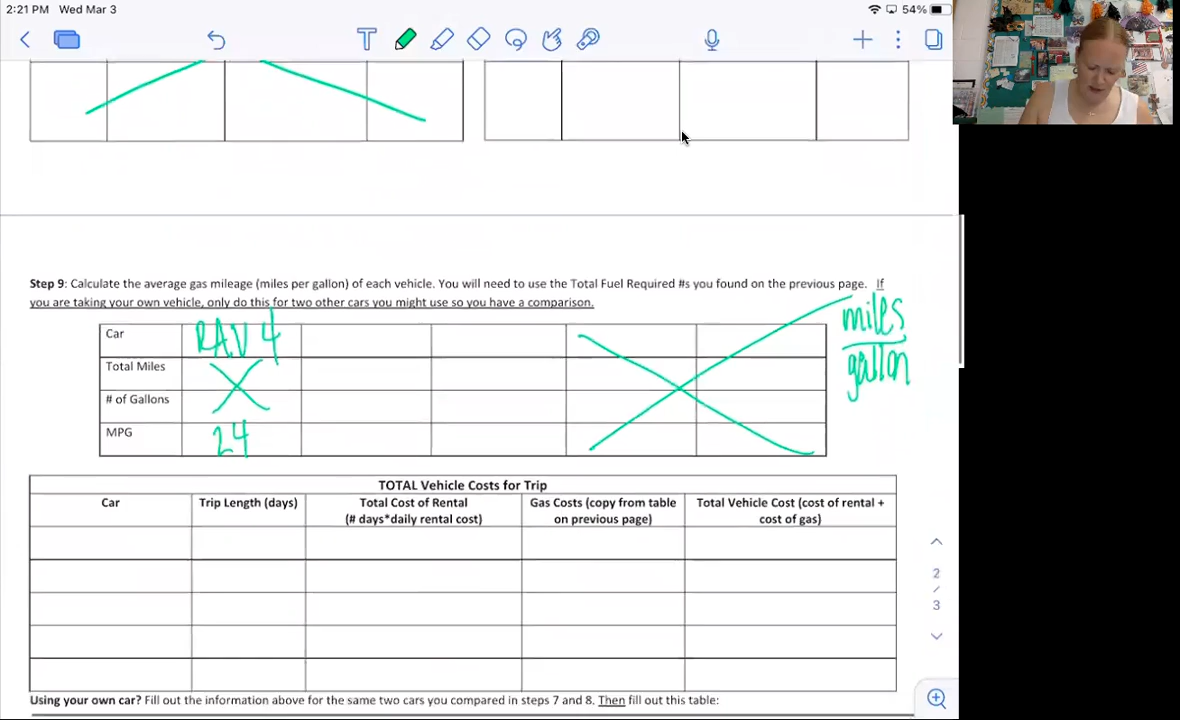 2:21 PM Wed Mar 3
54%
T
Step 9: Calculate the average gas mileage (miles per gallon) of each vehicle. You will need to use the Total Fuel Required #s you found on the previous page. If
you are taking your own vehicle, only do this for two other cars you might use so you have a comparison.
miles
gallon
Car RAV 4
Total Miles
# of Gallons
MPG 24
TOTAL Vehicle Costs for Trip
Car Trip Length (days) Total Cost of Rental Gas Costs (copy from table Total Vehicle Cost (cost of rental +
(# days*daily rental cost) on previous page) cost of gas)
2
/
3
Using your own car? Fill out the information above for the same two cars you compared in steps 7 and 8. Then fill out this table: